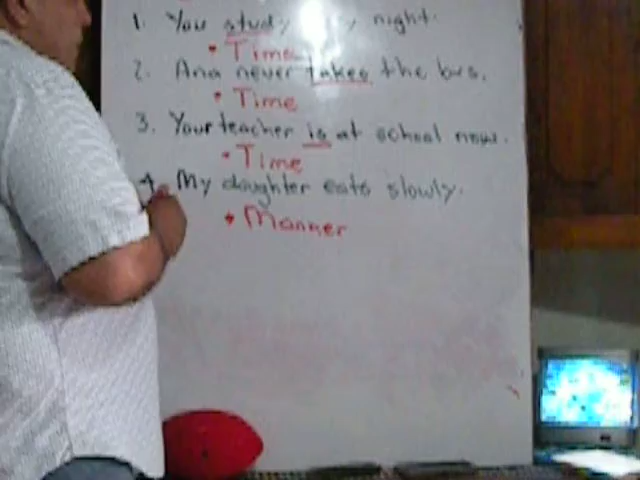 1. You study night.
• Time
2. Ana never takes the bus.
• Time
3. Your teacher is at school now.
• Time
4. My daughter eats slowly.
• Manner